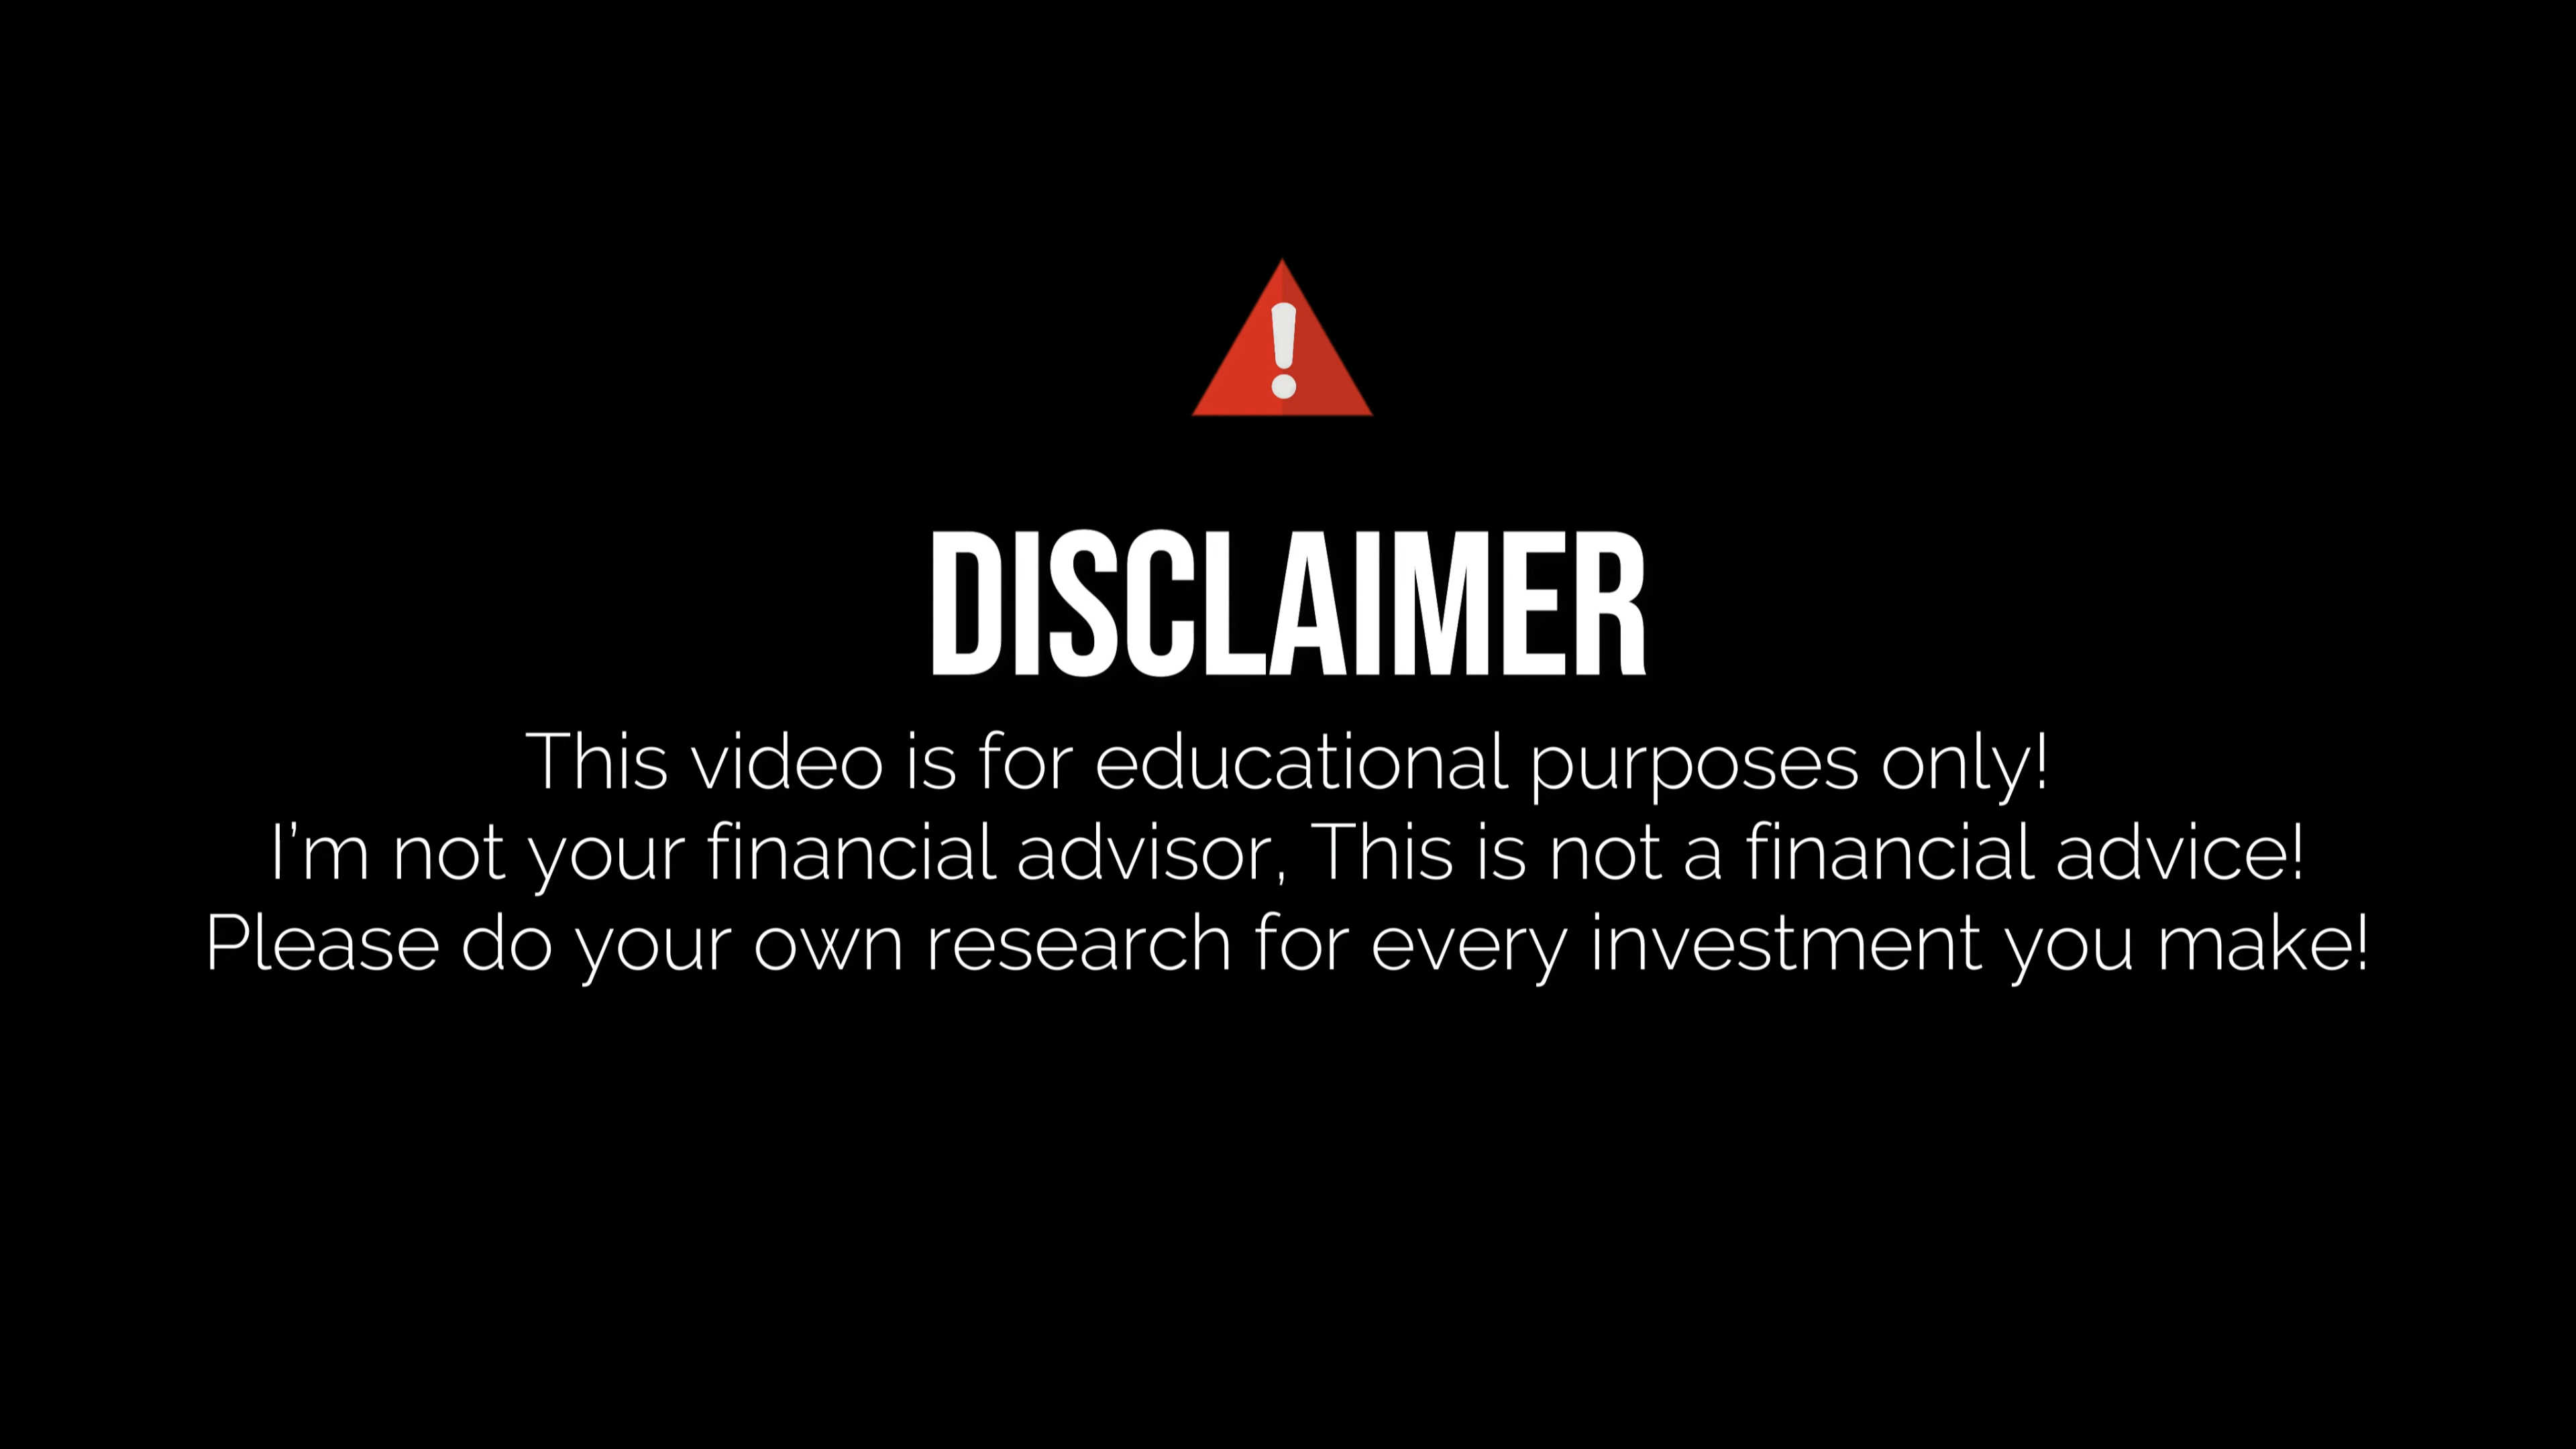 DISCLAIMER
This video is for educational purposes only!
I’m not your financial advisor, This is not a financial advice!
Please do your own research for every investment you make!